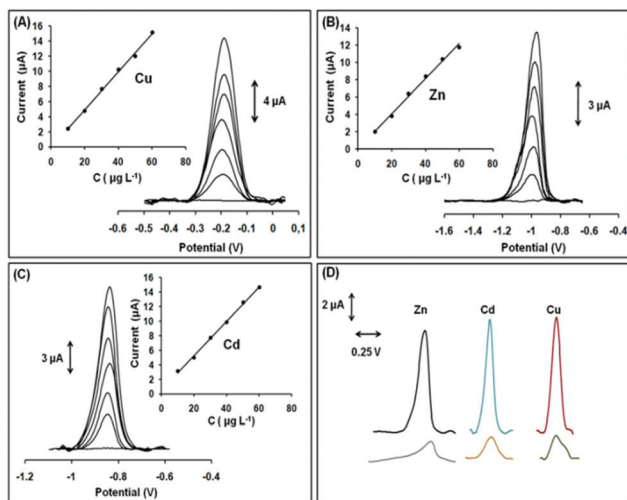 (A)
16
14
12
10
8
6
4
2
0
Current (µA)
Cu
0
20
40
60
80
C ( µg L-1)
4 µA
-0.6
-0.5
-0.4
-0.3
-0.2
-0.1
0
0,1
Potential (V)
(B)
14
12
10
8
6
4
2
0
Current (µA)
Zn
0
20
40
60
80
C ( µg L-1)
3 µA
-1.6
-1.4
-1.2
-1
-0.8
-0.6
-0.4
Potential (V)
(C)
16
14
12
10
8
6
4
2
0
Current (µA)
Cd
0
20
40
60
80
C ( µg L-1)
3 µA
-1.2
-1
-0.8
-0.6
-0.4
Potential (V)
(D)
2 µA
0.25 V
Zn
Cd
Cu